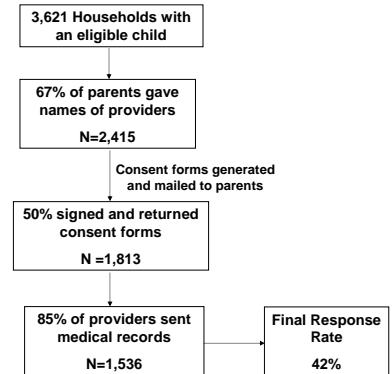 3,621 Households with
an eligible child
67% of parents gave
names of providers
N=2,415
Consent forms generated
and mailed to parents
50% signed and returned
consent forms
N =1,813
85% of providers sent
medical records
N=1,536
Final Response
Rate
42%